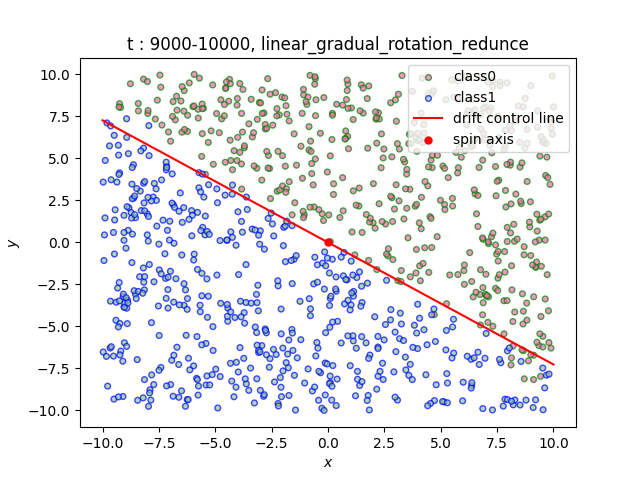 t : 9000-10000, linear_gradual_rotation_redunce
class0
class1
drift control line
spin axis
10.0
7.5
5.0
2.5
0.0
−2.5
−5.0
−7.5
−10.0
y
−10.0 −7.5 −5.0 −2.5 0.0 2.5 5.0 7.5 10.0
x